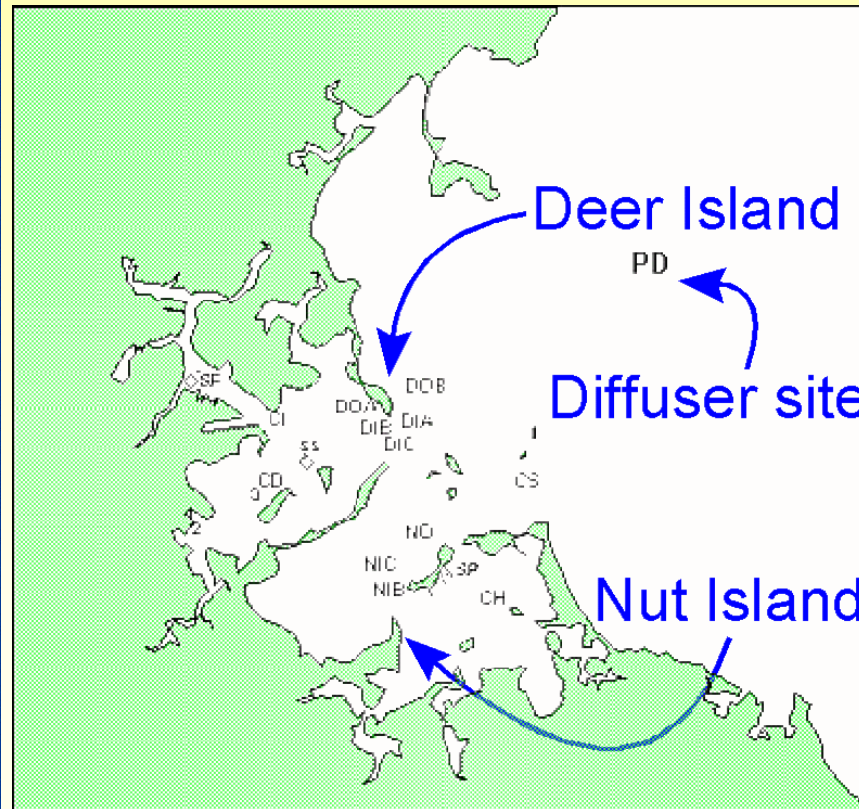 Deer Island
PD
SF
DOB
DOA
Diffuser site
DIA
CI
DIB
DIC
SS
CS
CD
2
NO
NIC
SP
NIB
CH
Nut Island